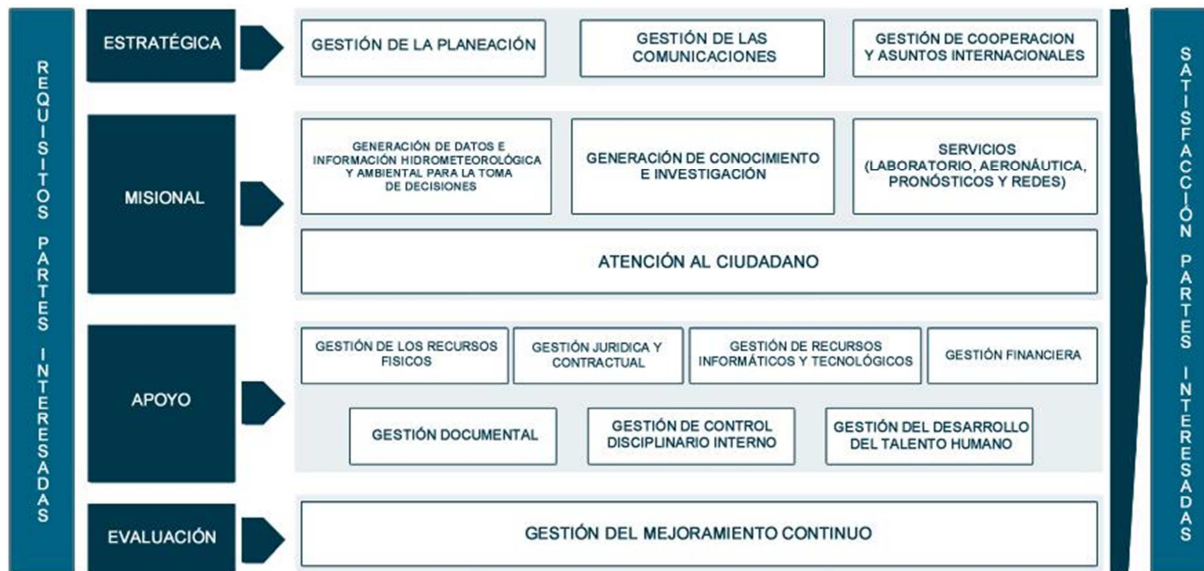 REQUISITOS PARTES INTERESADAS
ESTRATÉGICA
GESTIÓN DE LA PLANEACIÓN
GESTIÓN DE LAS
COMUNICACIONES
GESTIÓN DE COOPERACION
Y ASUNTOS INTERNACIONALES
MISIONAL
GENERACIÓN DE DATOS E
INFORMACIÓN HIDROMETEOROLÓGICA
Y AMBIENTAL PARA LA TOMA
DE DECISIONES
GENERACIÓN DE CONOCIMIENTO
E INVESTIGACIÓN
SERVICIOS
(LABORATORIO, AERONÁUTICA,
PRONÓSTICOS Y REDES)
ATENCIÓN AL CIUDADANO
APOYO
GESTIÓN DE LOS RECURSOS
FISICOS
GESTIÓN JURIDICA Y
CONTRACTUAL
GESTIÓN DE RECURSOS
INFORMÁTICOS Y TECNOLÓGICOS
GESTIÓN FINANCIERA
GESTIÓN DOCUMENTAL
GESTIÓN DE CONTROL
DISCIPLINARIO INTERNO
GESTIÓN DEL DESARROLLO
DEL TALENTO HUMANO
EVALUACIÓN
GESTIÓN DEL MEJORAMIENTO CONTINUO
SATISFACCIÓN PARTES INTERESADAS